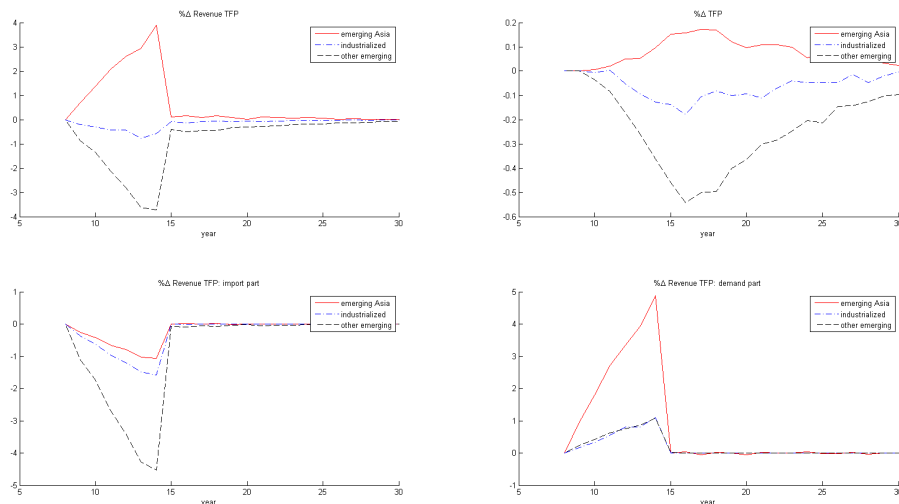 %Δ Revenue TFP
4
3
2
1
0
-1
-2
-3
-4
5
10
15
20
25
30
year
emerging Asia
industrialized
other emerging
%Δ TFP
0.2
0.1
0
-0.1
-0.2
-0.3
-0.4
-0.5
-0.6
5
10
15
20
25
30
year
emerging Asia
industrialized
other emerging
%Δ Revenue TFP: import part
1
0
-1
-2
-3
-4
-5
5
10
15
20
25
30
year
emerging Asia
industrialized
other emerging
%Δ Revenue TFP: demand part
5
4
3
2
1
0
-1
5
10
15
20
25
30
year
emerging Asia
industrialized
other emerging